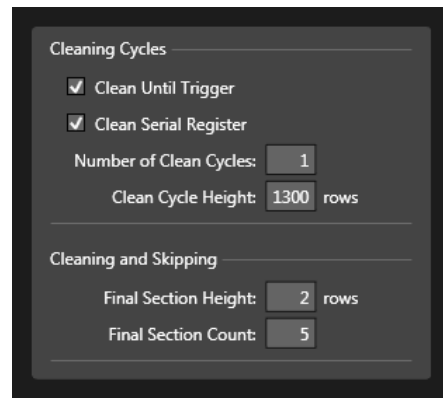 Cleaning Cycles
Clean Until Trigger
Clean Serial Register
Number of Clean Cycles: 1
Clean Cycle Height: 1300 rows
Cleaning and Skipping
Final Section Height: 2 rows
Final Section Count: 5